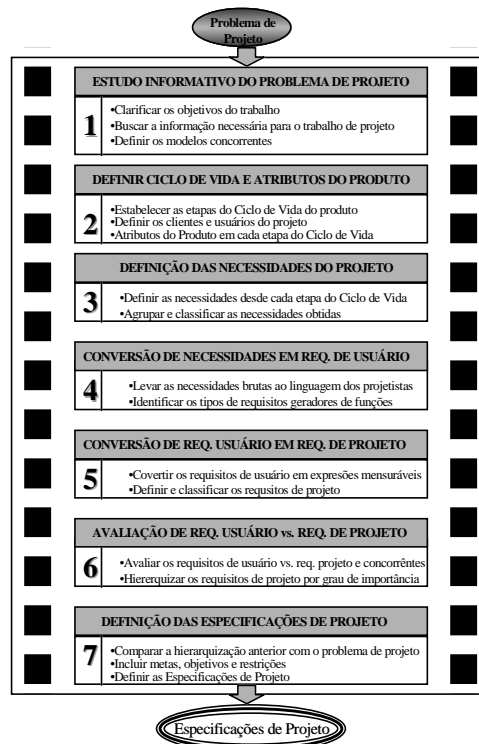 Problema de
Projeto
ESTUDO INFORMATIVO DO PROBLEMA DE PROJETO
1
•Clarificar os objetivos do trabalho
•Buscar a informação necessária para o trabalho de projeto
•Definir os modelos concorrentes
DEFINIR CICLO DE VIDA E ATRIBUTOS DO PRODUTO
2
•Estabelecer as etapas do Ciclo de Vida do produto
•Definir os clientes e usuários do projeto
•Atributos do Produto em cada etapa do Ciclo de Vida
DEFINIÇÃO DAS NECESSIDADES DO PROJETO
3
•Definir as necessidades desde cada etapa do Ciclo de Vida
•Agrupar e classificar as necessidades obtidas
CONVERSÃO DE NECESSIDADES EM REQ. DE USUÁRIO
4
•Levar as necessidades brutas ao linguagem dos projetistas
•Identificar os tipos de requisitos geradores de funções
CONVERSÃO DE REQ. USUÁRIO EM REQ. DE PROJETO
5
•Covertir os requisitos de usuário em expresões mensuráveis
•Definir e classificar os requsitos de projeto
AVALIAÇÃO DE REQ. USUÁRIO vs. REQ. DE PROJETO
6
•Avaliar os requisitos de usuário vs. req. projeto e concorrêntes
•Hiererquizar os requisitos de projeto por grau de importância
DEFINIÇÃO DAS ESPECIFICAÇÕES DE PROJETO
7
•Comparar a hierarquização anterior com o problema de projeto
•Incluir metas, objetivos e restrições
•Definir as Especificações de Projeto
Especificações de Projeto